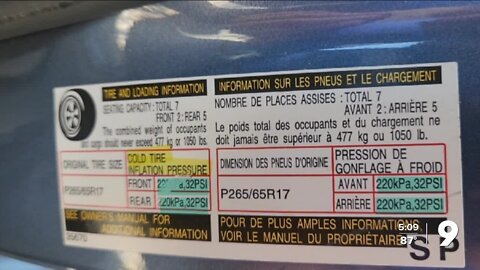 TIRE AND LOADING INFORMATION
SEATING CAPACITY: TOTAL 7
FRONT 2: REAR 5
The combined weight of occupants
and cargo should never exceed 477 kg or 1050 lbs.
ORIGINAL TIRE SIZE
COLD TIRE
INFLATION PRESSURE
P265/65R17
FRONT
,32PSI
REAR
220kPa,32PSI
SEE OWNER'S MANUAL FOR
ADDITIONAL INFORMATION
35670
INFORMATION SUR LES PNEUS ET LE CHARGEMENT
NOMBRE DE PLACES ASSISES : TOTAL 7
AVANT 2: ARRIÈRE 5
Le poids total des occupants et du chargement ne
doit jamais être supérieur à 477 kg ou 1050 lb.
DIMENSION DES PNEUS D'ORIGINE
PRESSION DE
GONFLAGE À FROID
P265/65R17
AVANT 220kPa,32PSI
ARRIÈRE 220kPa,32PSI
POUR DE PLUS AMPLES INFORMATIONS
VOIR LE MANUEL DU PROPRIÉTAIRE
SP
5:09
87°
9